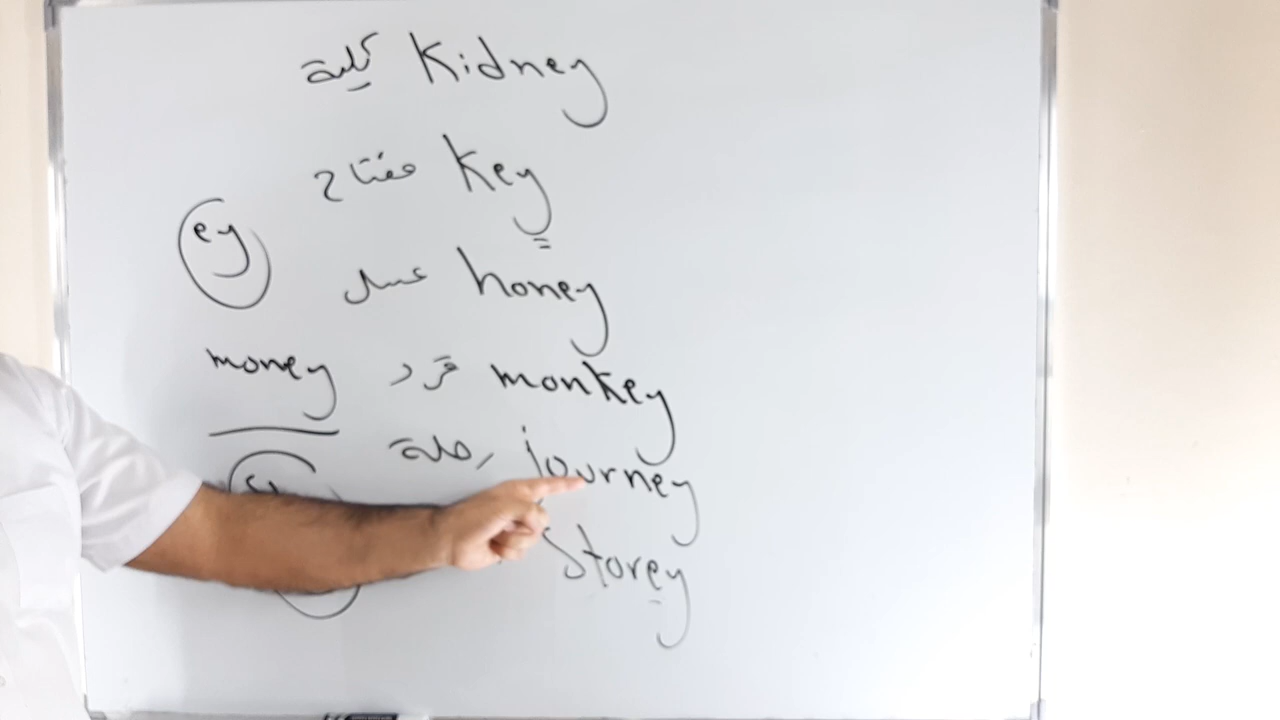 كلية Kidney
مفتاح Key
ey
عسل honey
money قرد monkey
رحلة journey
Storey